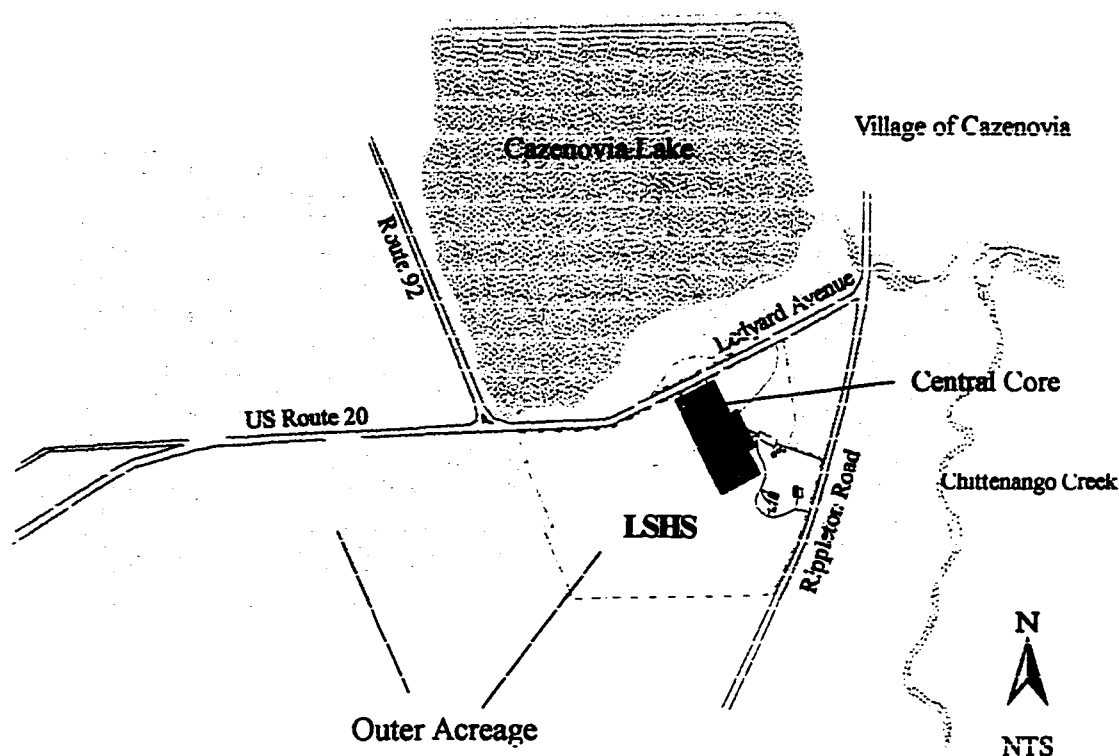 Village of Cazenovia
Cazenovia Lake
Route 92
Ledyard Avenue
Central Core
US Route 20
Chittenango Creek
Rippleton Road
LSHS
N
Outer Acreage
NTS